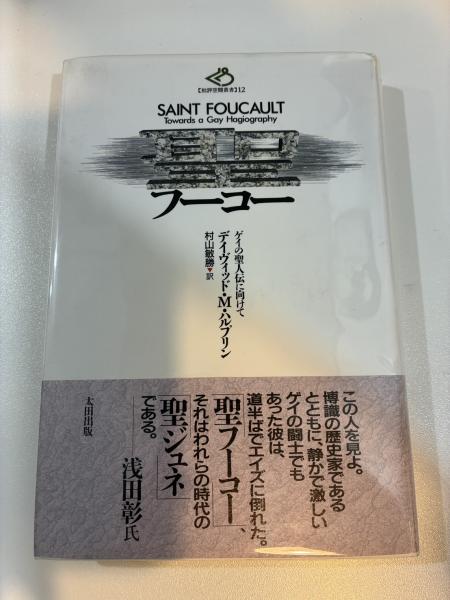 【批評空間叢書】12
SAINT FOUCAULT
Towards a Gay Hagiography
聖
フーコー
ゲイの聖人伝に向けて
デイヴィッド・M・ハルプリン
村山敏勝▼訳
この人を見よ。
博識の歴史家である
とともに、静かで激しい
ゲイの闘士でも
あった彼は、
道半ばでエイズに倒れた。
「聖フーコー」、
それはわれらの時代の
「聖ジュネ」
である。
浅田彰氏
太田出版